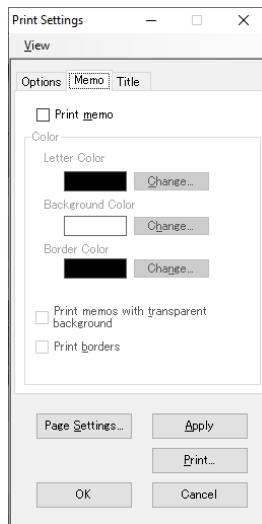 Print Settings
View
Options Memo Title
Print memo
Color
Letter Color
Change...
Background Color
Change...
Border Color
Change...
Print memos with transparent
background
Print borders
Page Settings... Apply
Print...
OK Cancel